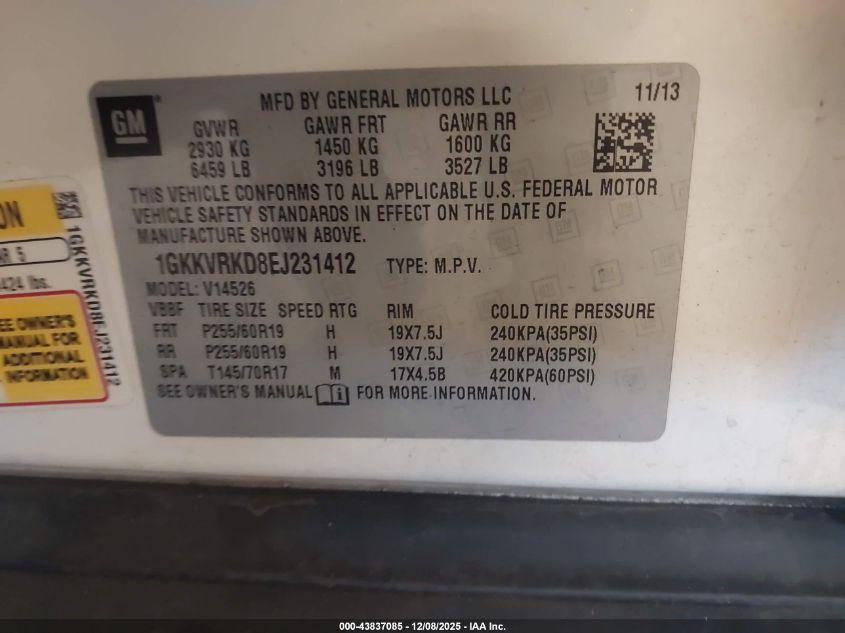 GM
MFD BY GENERAL MOTORS LLC 11/13
GVWR GAWR FRT GAWR RR
2930 KG 1450 KG 1600 KG
6459 LB 3196 LB 3527 LB
THIS VEHICLE CONFORMS TO ALL APPLICABLE U.S. FEDERAL MOTOR
VEHICLE SAFETY STANDARDS IN EFFECT ON THE DATE OF
MANUFACTURE SHOWN ABOVE.
1GKKVRKD8EJ231412 TYPE: M.P.V.
MODEL: V14526
VBBF TIRE SIZE SPEED RTG RIM COLD TIRE PRESSURE
FRT P255/60R19 H 19X7.5J 240KPA(35PSI)
RR P255/60R19 H 19X7.5J 240KPA(35PSI)
SPA T145/70R17 M 17X4.5B 420KPA(60PSI)
SEE OWNER'S MANUAL FOR MORE INFORMATION.
ON
5
424 lbs.
SEE OWNER'S
MANUAL FOR
ADDITIONAL
INFORMATION
1GKKVRKD8EJ231412
000-43837085 - 12/08/2025 - IAA Inc.